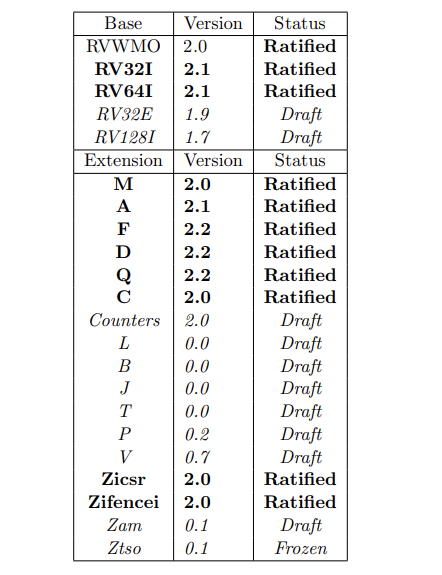 Base Version Status
RVWMO 2.0 Ratified
RV32I 2.1 Ratified
RV64I 2.1 Ratified
RV32E 1.9 Draft
RV128I 1.7 Draft
Extension Version Status
M 2.0 Ratified
A 2.1 Ratified
F 2.2 Ratified
D 2.2 Ratified
Q 2.2 Ratified
C 2.0 Ratified
Counters 2.0 Draft
L 0.0 Draft
B 0.0 Draft
J 0.0 Draft
T 0.0 Draft
P 0.2 Draft
V 0.7 Draft
Zicsr 2.0 Ratified
Zifencei 2.0 Ratified
Zam 0.1 Draft
Ztso 0.1 Frozen